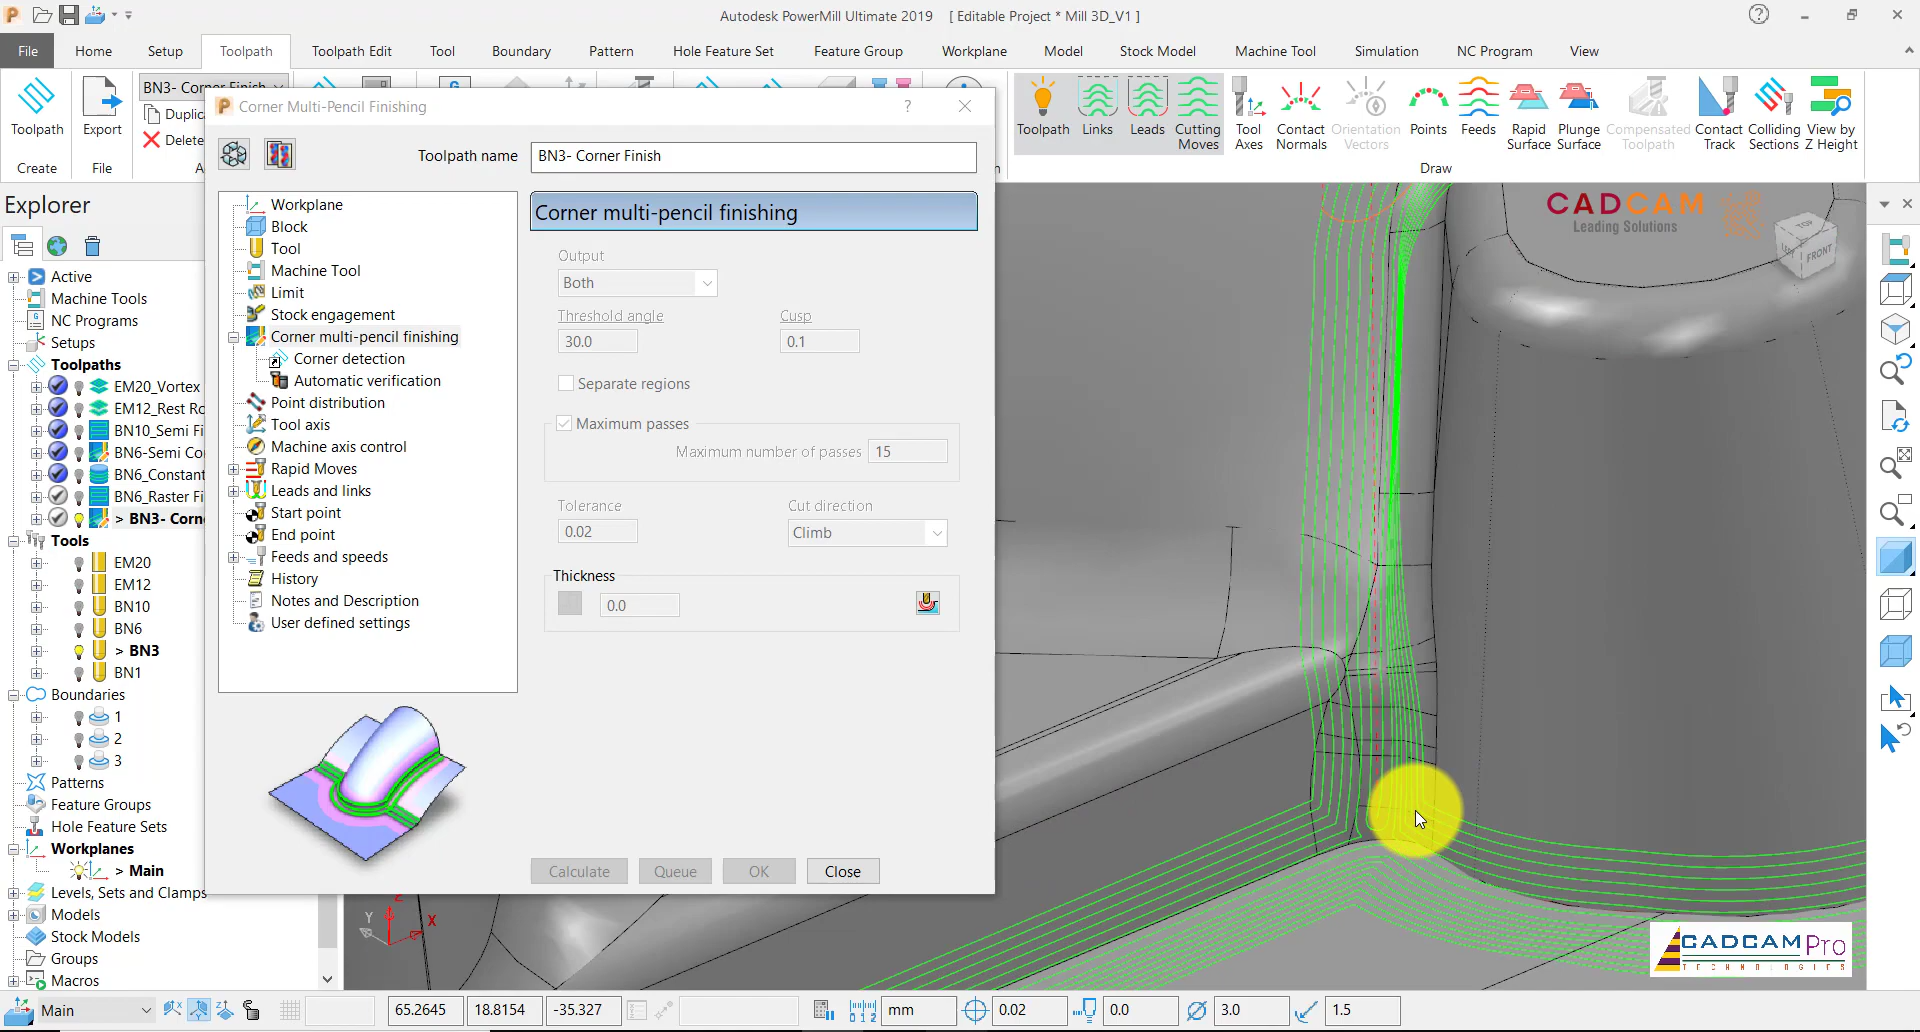 Autodesk PowerMill Ultimate 2019 [ Editable Project * Mill 3D_V1 ]
File Home Setup Toolpath Toolpath Edit Tool Boundary Pattern Hole Feature Set Feature Group Workplane Model Stock Model Machine Tool Simulation NC Program View
Toolpath
Create
Export
File
BN3- Corner Finish
Duplic
Delete
Toolpath Links Leads Cutting Moves Tool Axes Contact Normals Orientation Vectors Points Feeds Rapid Surface Plunge Surface Compensated Toolpath Contact Track Colliding Sections View by Z Height
Draw
Corner Multi-Pencil Finishing
?
Toolpath name BN3- Corner Finish
Explorer
Active
Machine Tools
NC Programs
Setups
Toolpaths
EM20_Vortex
EM12_Rest Ro
BN10_Semi Fi
BN6-Semi Co
BN6_Constant
BN6_Raster Fi
> BN3- Corn
Tools
EM20
EM12
BN10
BN6
> BN3
BN1
Boundaries
1
2
3
Patterns
Feature Groups
Hole Feature Sets
Workplanes
> Main
Levels, Sets and Clamps
Models
Stock Models
Groups
Macros
Workplane
Block
Tool
Machine Tool
Limit
Stock engagement
Corner multi-pencil finishing
Corner detection
Automatic verification
Point distribution
Tool axis
Machine axis control
Rapid Moves
Leads and links
Start point
End point
Feeds and speeds
History
Notes and Description
User defined settings
Corner multi-pencil finishing
Output
Both
Threshold angle Cusp
30.0 0.1
Separate regions
Maximum passes
Maximum number of passes 15
Tolerance Cut direction
0.02 Climb
Thickness
0.0
Calculate Queue OK Close
CADCAM
Leading Solutions
TOP
FRONT
Z
Y
X
CADCAMPro
TECHNOLOGIES
Main 65.2645 18.8154 -35.327 mm 0.02 0.0 3.0 1.5